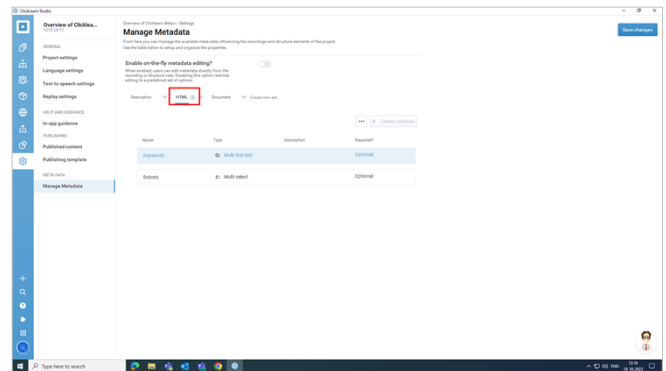 ClickLearn Studio
Overview of Clicklea...
Overview of Clicklearn Attain / Settings
Manage Metadata
Save changes
From here you can manage the available meta data influencing the recordings and structure elements of the project.
Use the table below to setup and organize the properties.
GENERAL
Project settings
Language settings
Text-to-speech settings
Replay settings
HELP AND GUIDANCE
In-app guidance
PUBLISHING
Published content
Publishing template
META DATA
Manage Metadata
Enable on-the-fly metadata editing?
When enabled, users can edit metadata directly from the
recording or structure view. Disabling this option restricts
editing to a predefined set of options.
Description
HTML
Document
Create new set...
+ Create attribute
Name Type Description Required?
Keywords Multi line text Optional
Robots Multi select Optional
Type here to search
ENG
13:18
18-10-2023